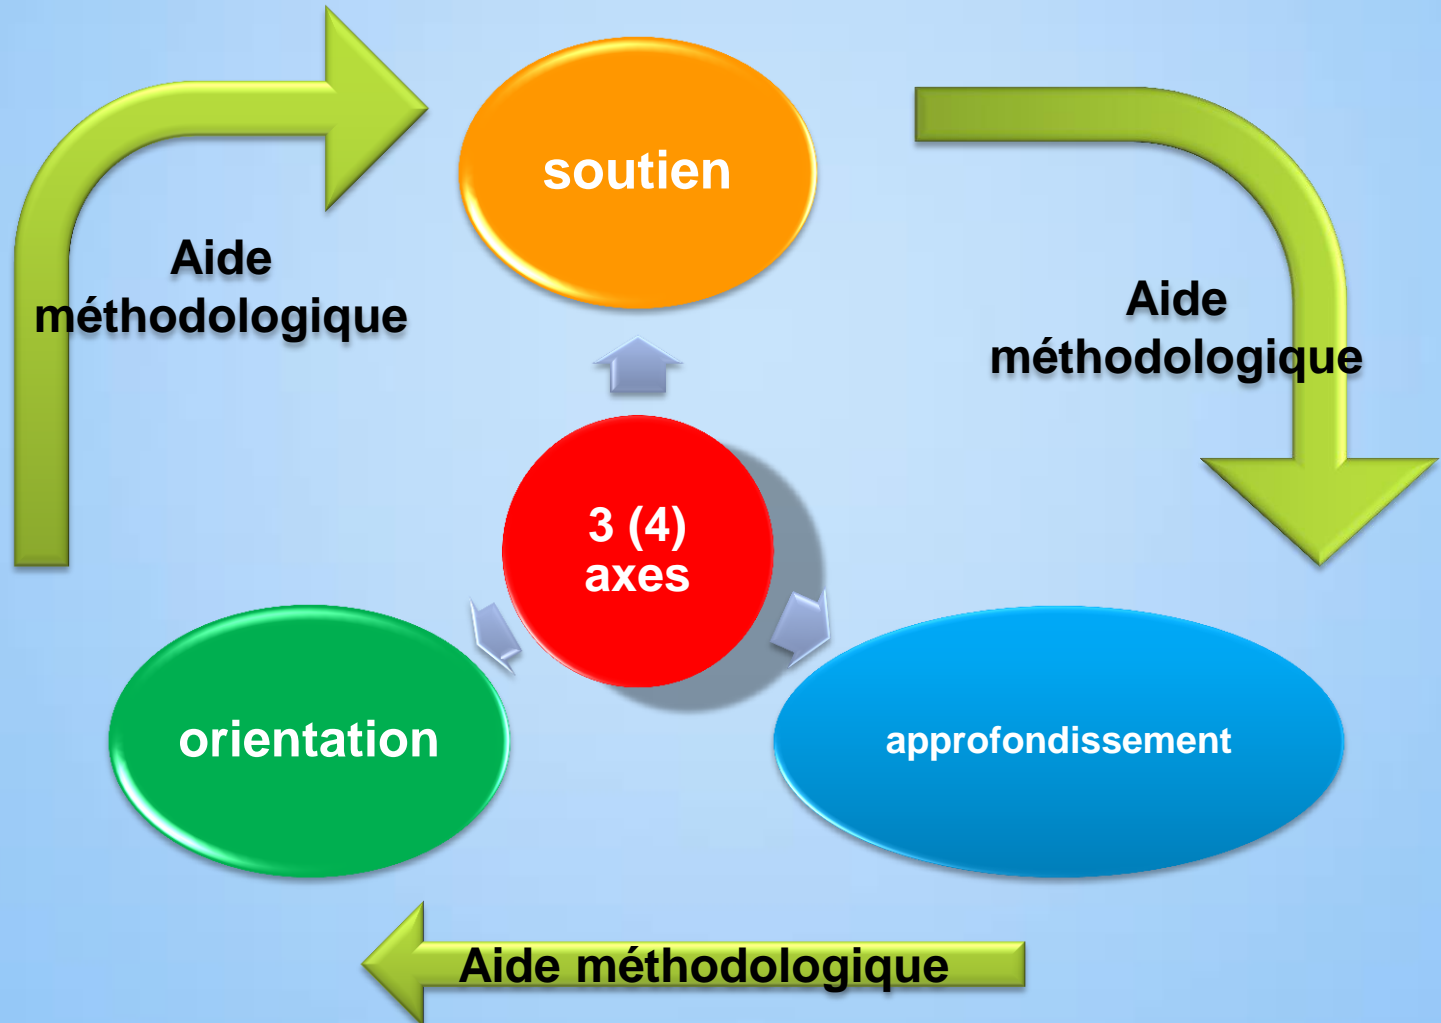 soutien
Aide
méthodologique
Aide
méthodologique
3 (4)
axes
orientation
approfondissement
Aide méthodologique